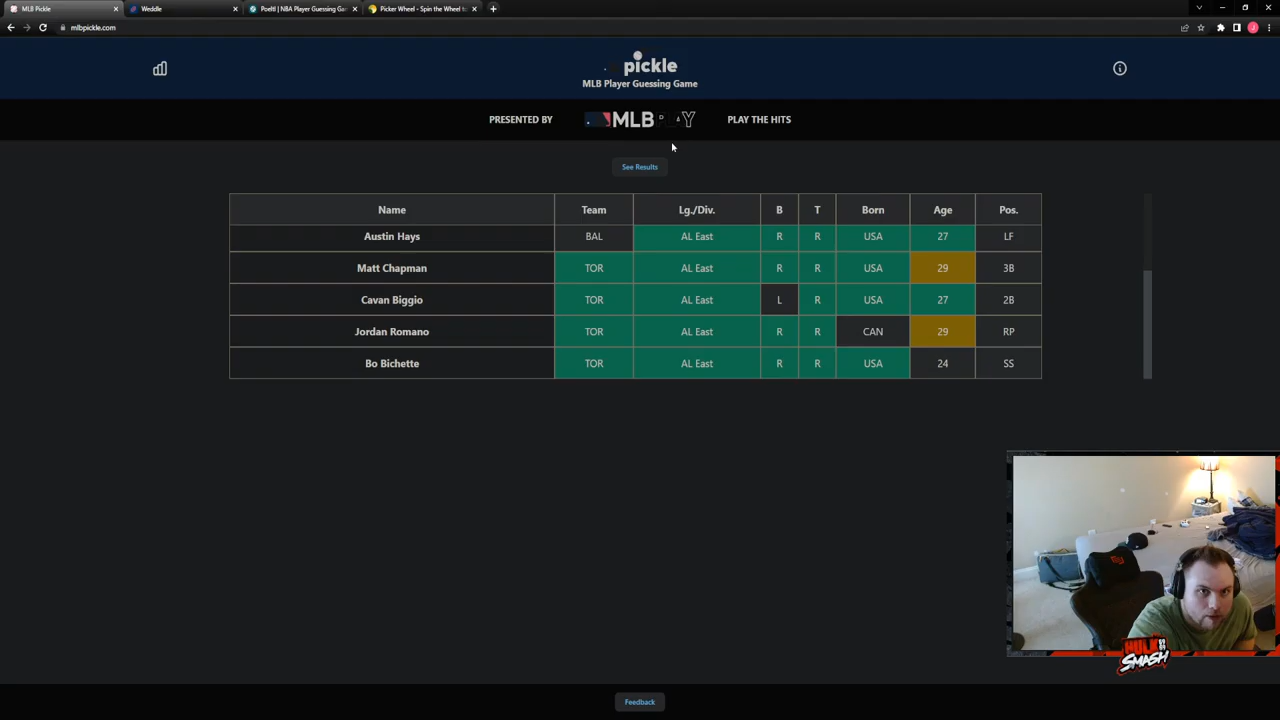 MLB Pickle
Weddle
Poeltl | NBA Player Guessing Ga
Picker Wheel - Spin the Wheel to
mlbpickle.com
pickle
MLB Player Guessing Game
PRESENTED BY
MLB PLAY
PLAY THE HITS
See Results
Name Team Lg./Div. B T Born Age Pos.
Austin Hays BAL AL East R R USA 27 LF
Matt Chapman TOR AL East R R USA 29 3B
Cavan Biggio TOR AL East L R USA 27 2B
Jordan Romano TOR AL East R R CAN 29 RP
Bo Bichette TOR AL East R R USA 24 SS
HULK
SMASH
Feedback